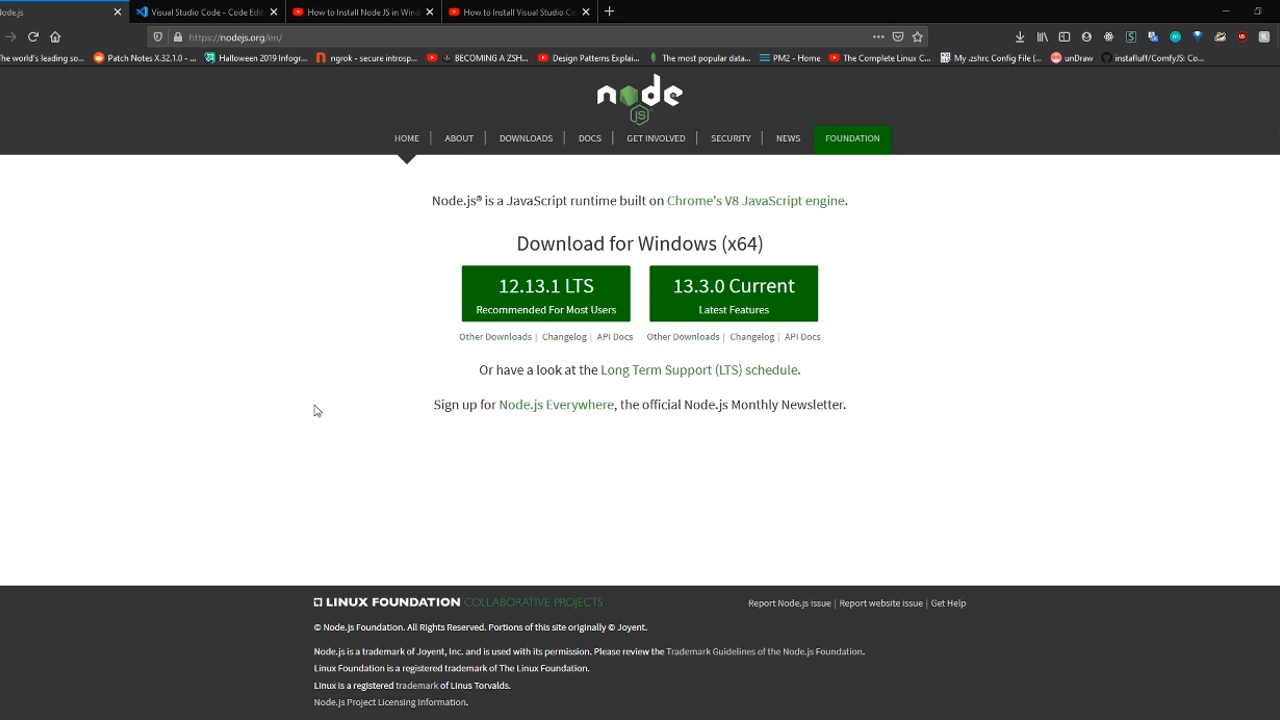 ode.js
Visual Studio Code - Code Edit
How to Install Node JS in Wind
How to Install Visual Studio Co
https://nodejs.org/en/
The world's leading so...
Patch Notes X.32.1.0 - ...
Halloween 2019 Infogr...
ngrok - secure introsp...
BECOMING A ZSH...
Design Patterns Explai...
The most popular data...
PM2 - Home
The Complete Linux C...
My .zshrc Config File (...
unDraw
instafluff/ComfyJS: Co...
node
JS
HOME
ABOUT
DOWNLOADS
DOCS
GET INVOLVED
SECURITY
NEWS
FOUNDATION
Node.js® is a JavaScript runtime built on Chrome's V8 JavaScript engine.
Download for Windows (x64)
12.13.1 LTS
Recommended For Most Users
13.3.0 Current
Latest Features
Other Downloads | Changelog | API Docs
Other Downloads | Changelog | API Docs
Or have a look at the Long Term Support (LTS) schedule.
Sign up for Node.js Everywhere, the official Node.js Monthly Newsletter.
LINUX FOUNDATION COLLABORATIVE PROJECTS
Report Node.js issue | Report website issue | Get Help
© Node.js Foundation. All Rights Reserved. Portions of this site originally © Joyent.
Node.js is a trademark of Joyent, Inc. and is used with its permission. Please review the Trademark Guidelines of the Node.js Foundation.
Linux Foundation is a registered trademark of The Linux Foundation.
Linux is a registered trademark of Linus Torvalds.
Node.js Project Licensing Information.